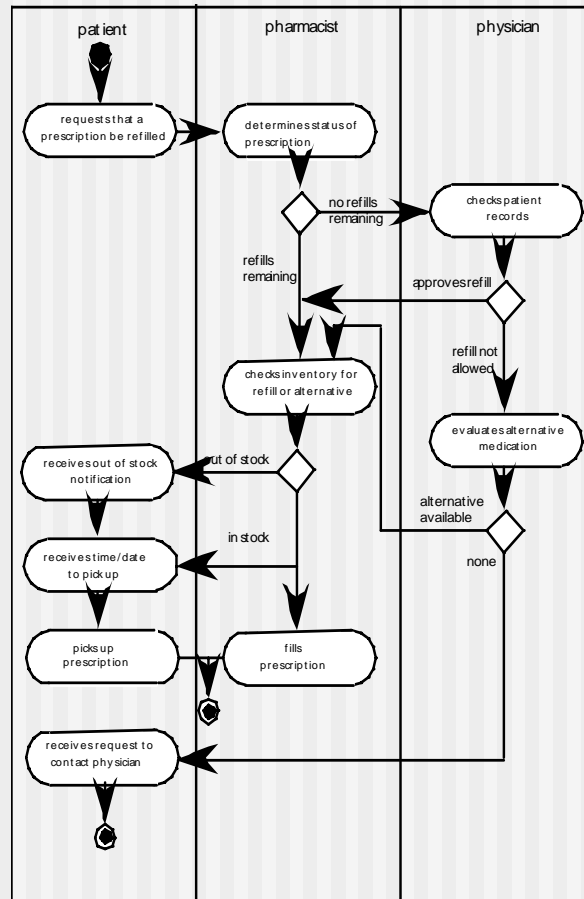 patient
pharmacist
physician
requests that a
prescription be refilled
determines status of
prescription
no refills
remaining
checks patient
records
refills
remaining
approves refill
checks inventory for
refill or alternative
refill not
allowed
evaluates alternative
medication
receives out of stock
notification
out of stock
alternative
available
in stock
receives time/date
to pickup
none
picks up
prescription
fills
prescription
receives request to
contact physician